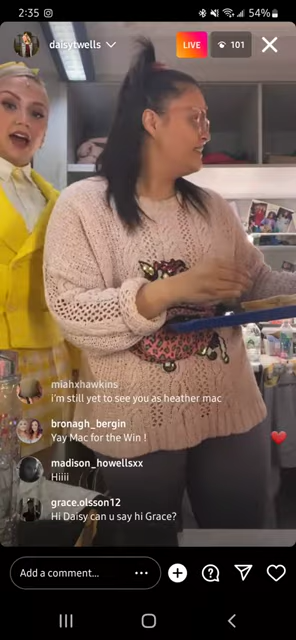 2:35
54%
daisytwells
LIVE
101
miahxhawkins
i'm still yet to see you as heather mac
bronagh_bergin
Yay Mac for the Win !
madison_howellsxx
Hiiii
grace.olsson12
Hi Daisy can u say hi Grace?
Add a comment...